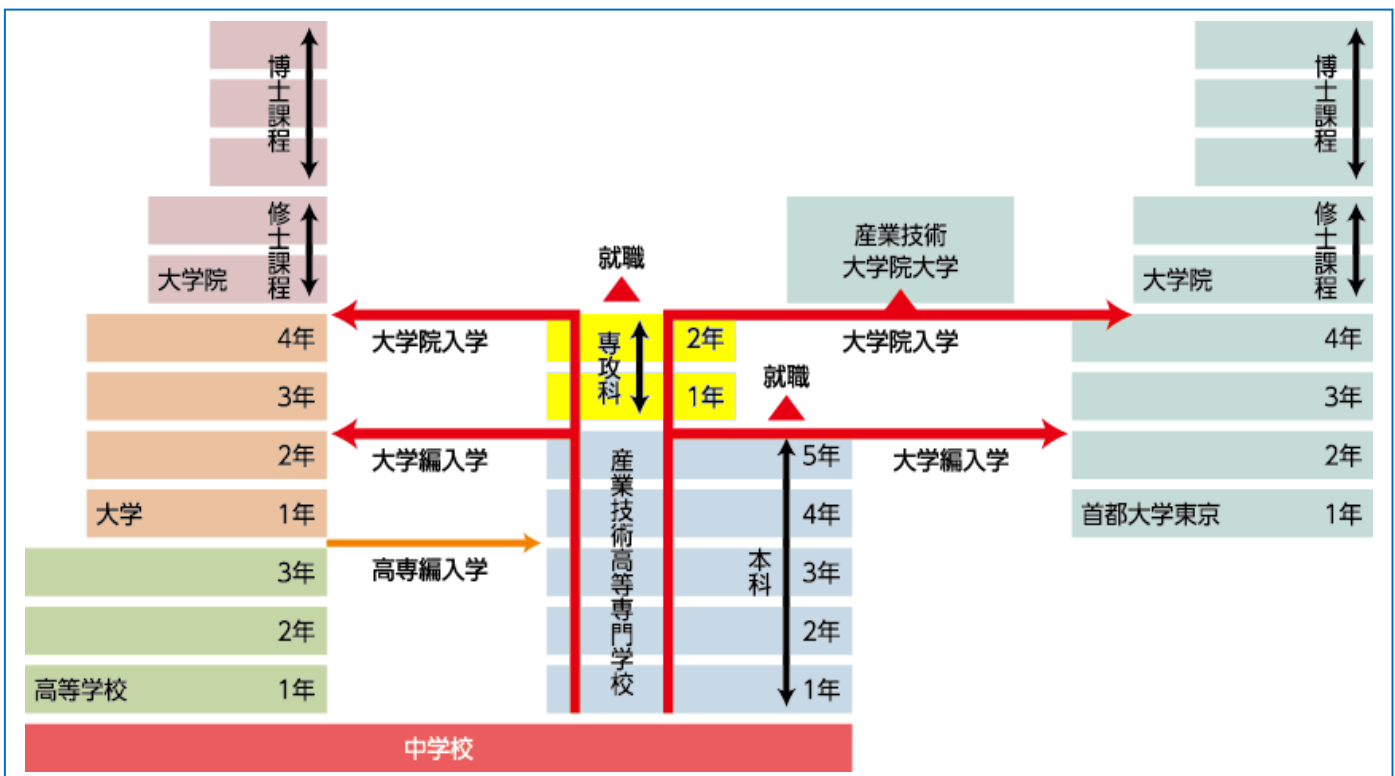 博士課程
博士課程
修士課程
大学院
就職
産業技術
大学院大学
修士課程
大学院
4年
大学院入学
専攻科
2年
大学院入学
4年
3年
1年
就職
3年
2年
大学編入学
5年
大学編入学
2年
大学
1年
産業技術高等専門学校
4年
首都大学東京
1年
3年
高専編入学
本科
3年
2年
2年
高等学校
1年
1年
中学校